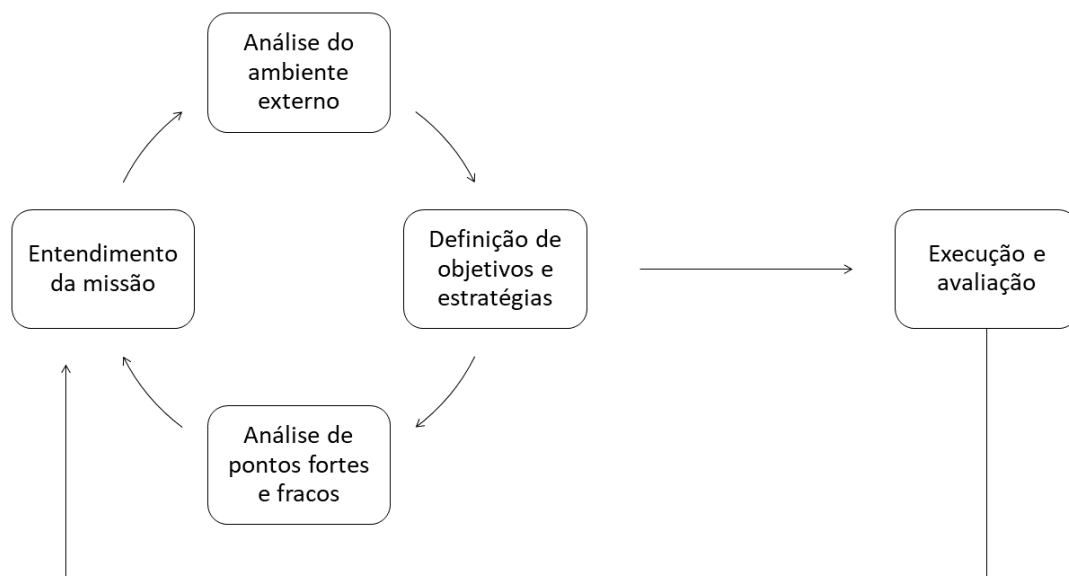 Análise do
ambiente
externo
Entendimento
da missão
Definição de
objetivos e
estratégias
Execução e
avaliação
Análise de
pontos fortes
e fracos